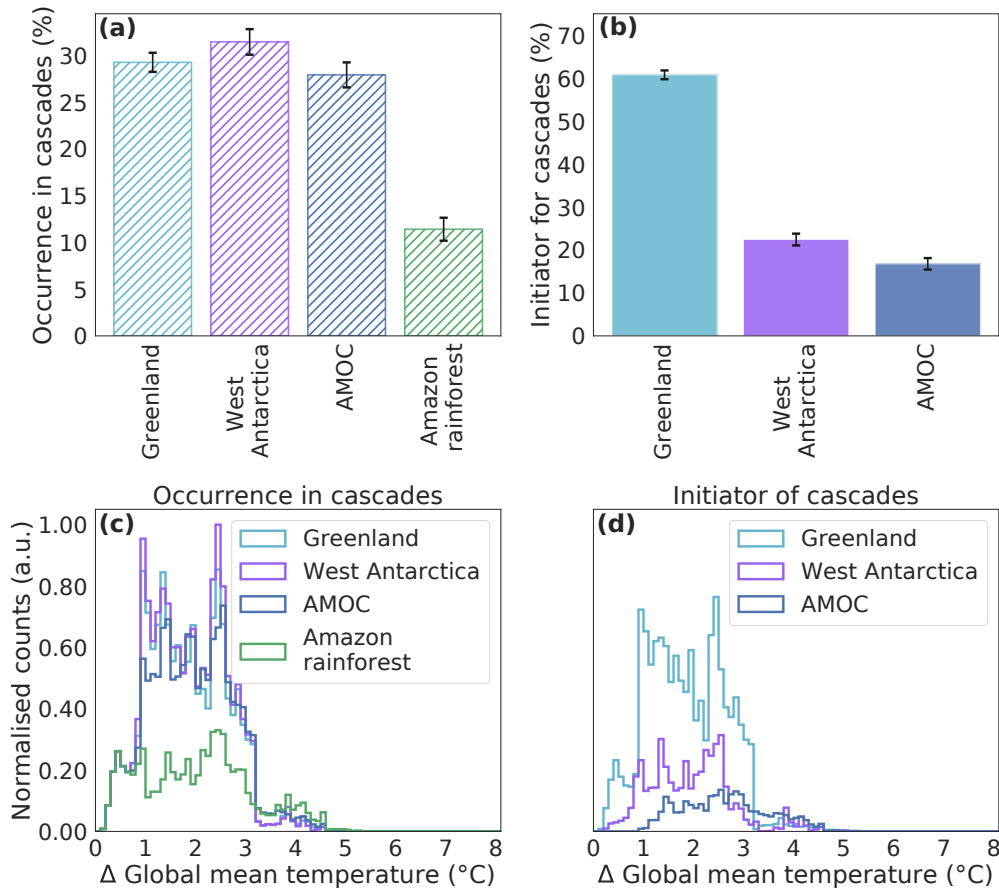 (a)
Occurrence in cascades (%)
30
25
20
15
10
5
0
Greenland
West
Antarctica
AMOC
Amazon
rainforest
(b)
Initiator for cascades (%)
70
60
50
40
30
20
10
0
Greenland
West
Antarctica
AMOC
Occurrence in cascades
(c)
Normalised counts (a.u.)
1.00
0.80
0.60
0.40
0.20
0.00
Greenland
West Antarctica
AMOC
Amazon
rainforest
0 1 2 3 4 5 6 7 8
Δ Global mean temperature (°C)
Initiator of cascades
(d)
Greenland
West Antarctica
AMOC
0 1 2 3 4 5 6 7 8
Δ Global mean temperature (°C)